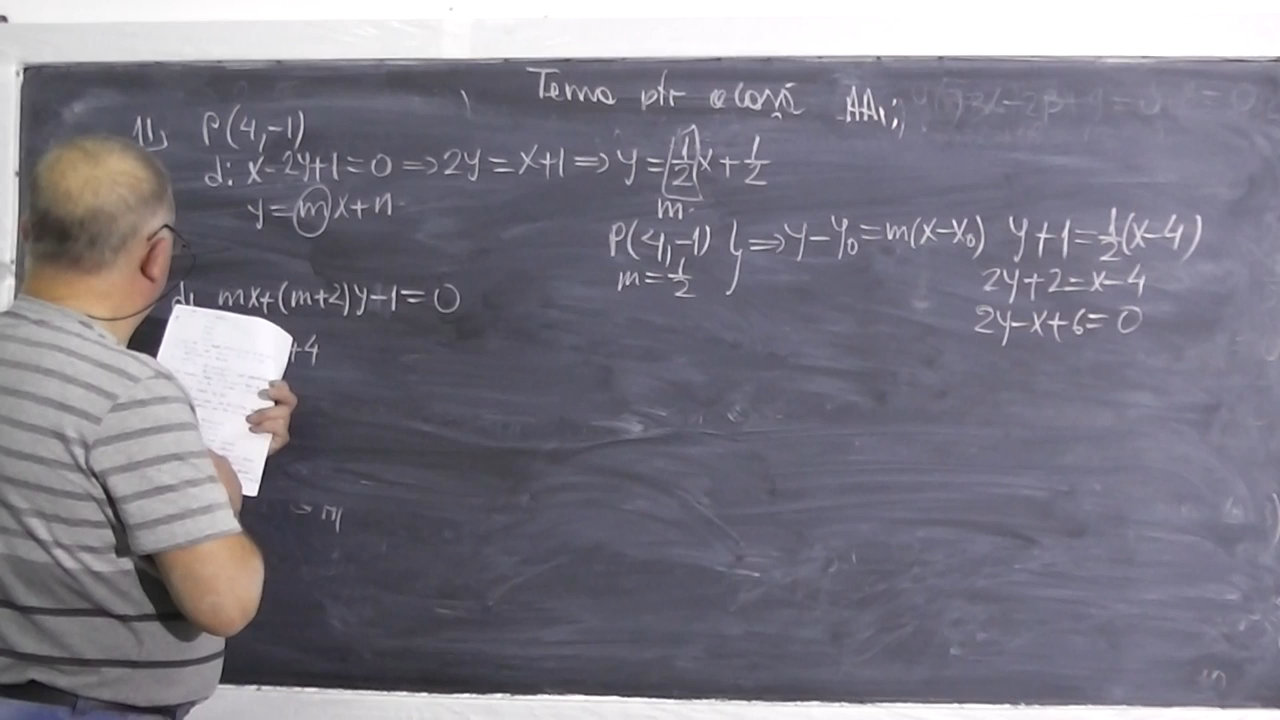 Tema ptr acasă AA₁;
11) P(4,-1)
d: x-2y+1=0 ⇒ 2y=x+1 ⇒ y=1/2x+1/2
y=mx+n
m
P(4,-1) } ⇒ y-y₀=m(x-x₀) y+1=1/2(x-4)
m=1/2
2y+2=x-4
2y-x+6=0
mx+(m+2)y-1=0
+4